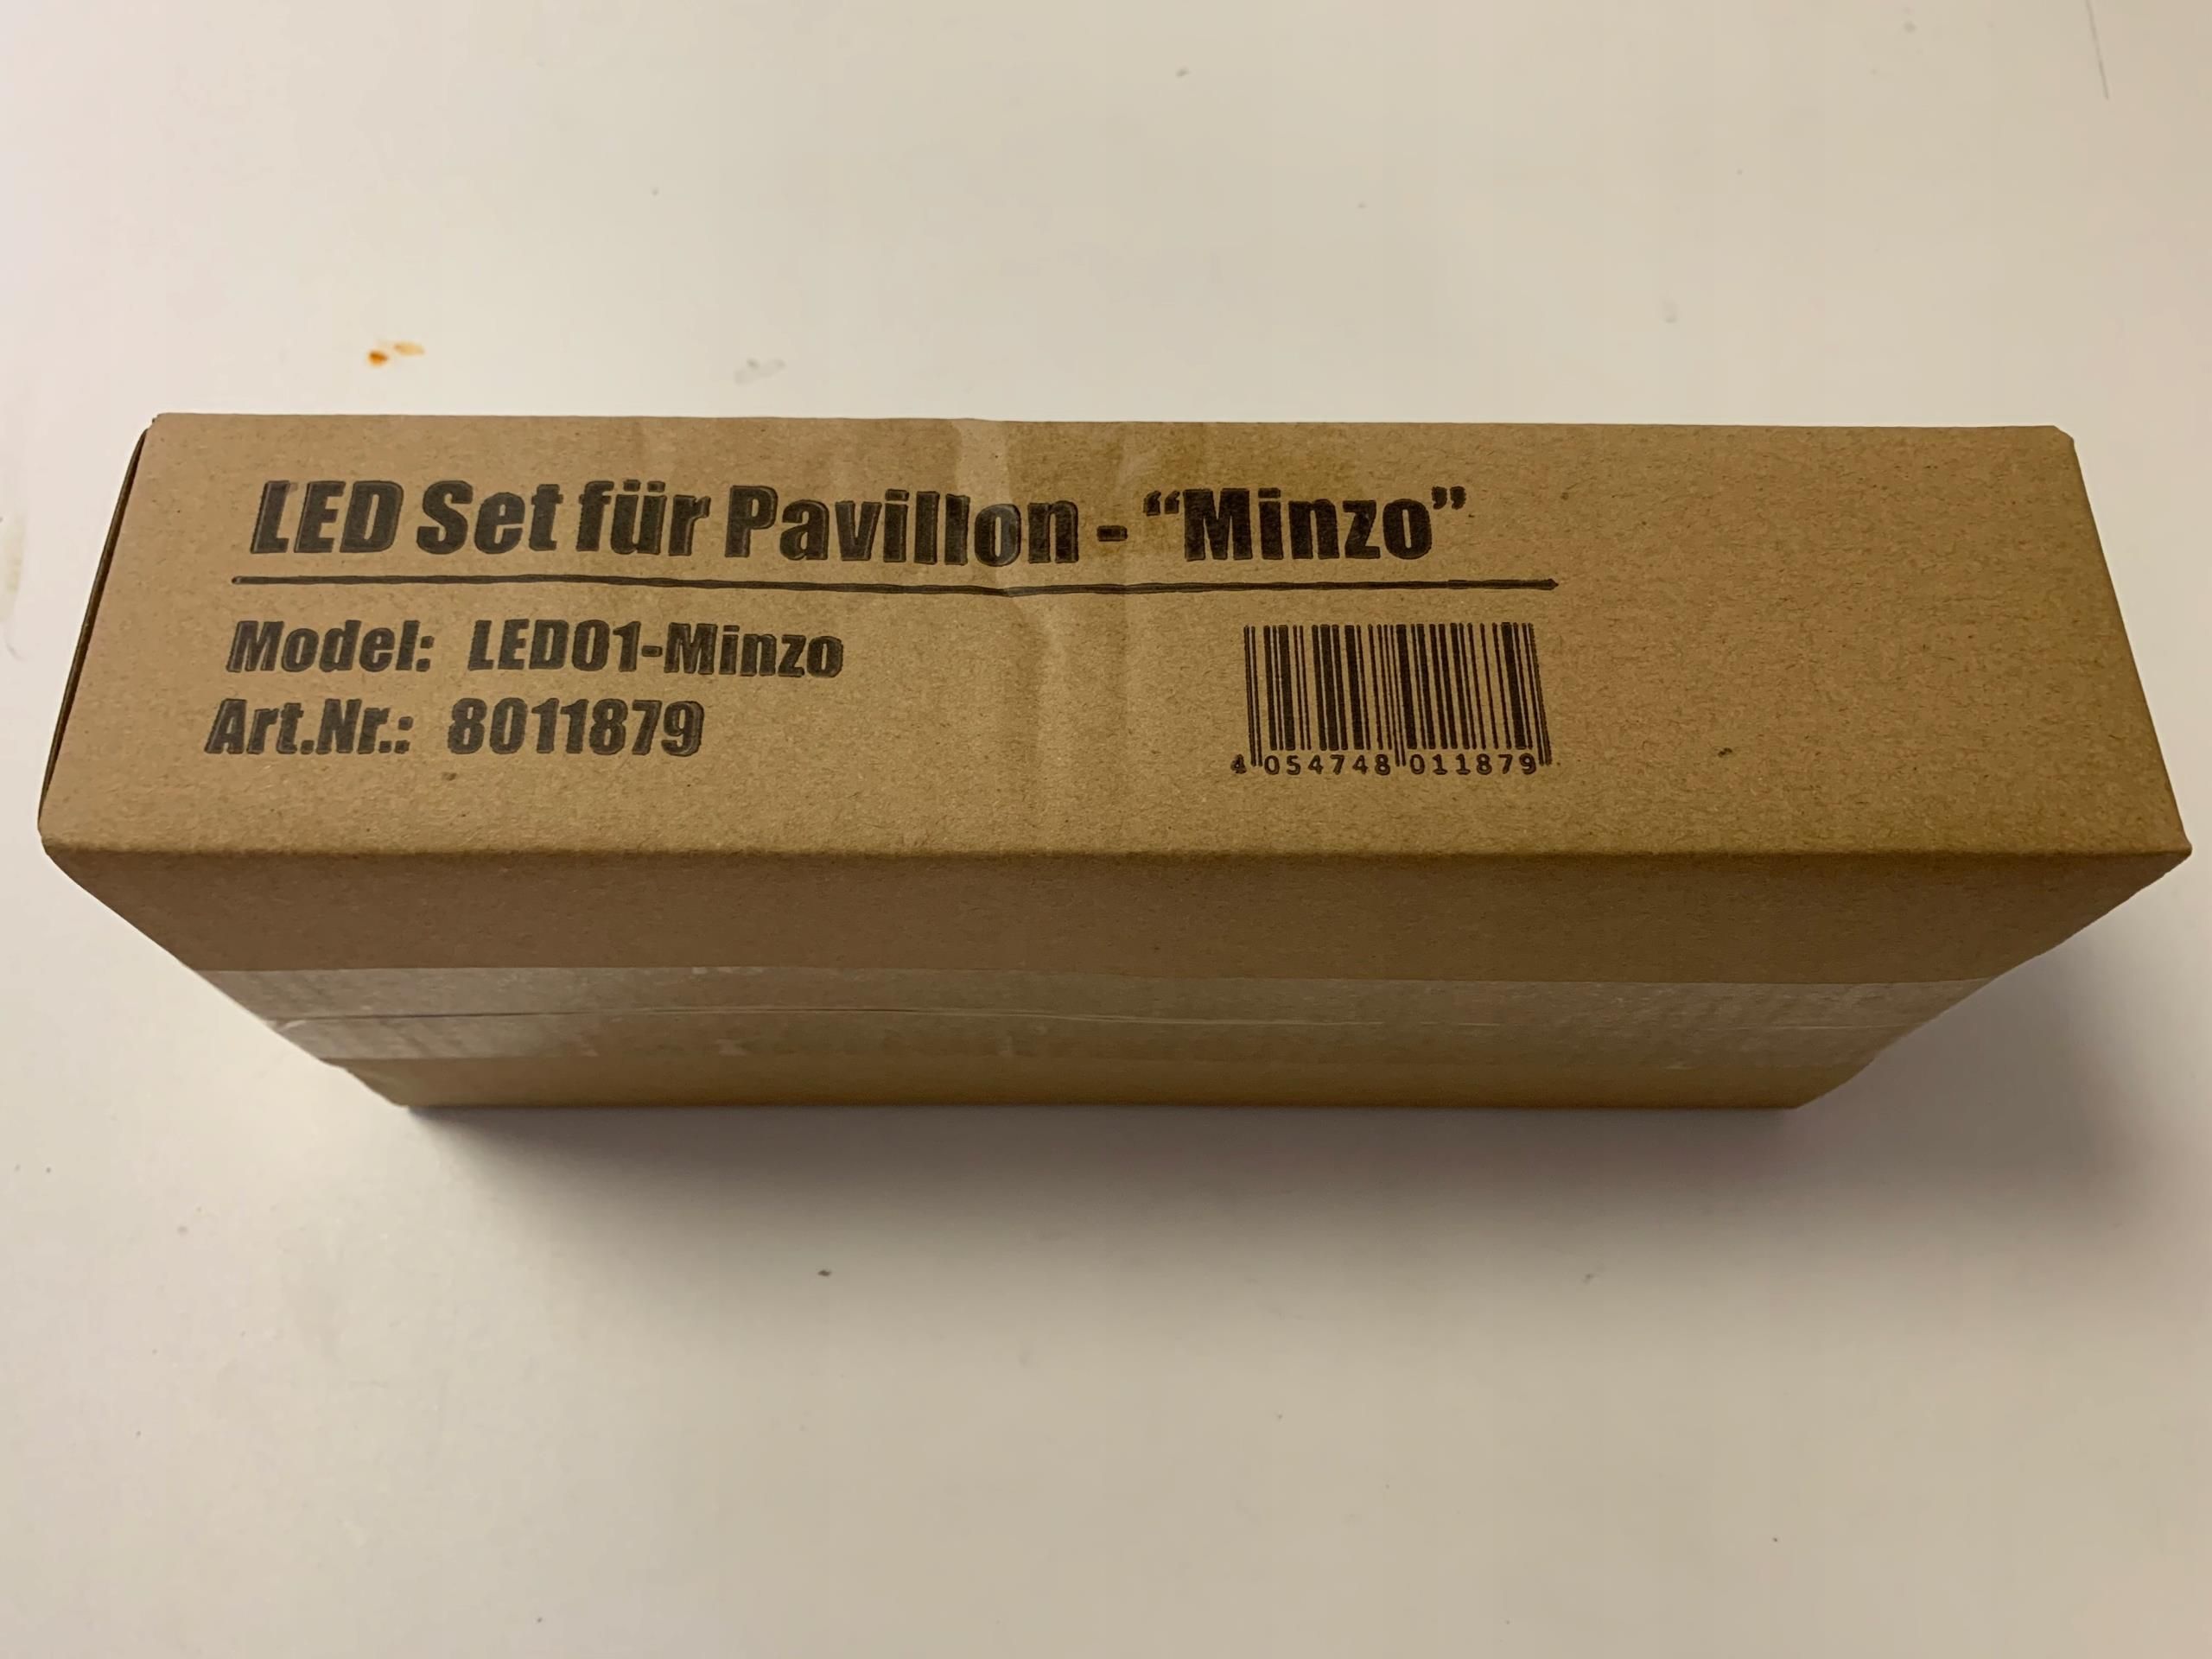 LED Set für Pavillon - “Minzo”
Model: LED01-Minzo
Art.Nr.: 8011879
4 054748 011879